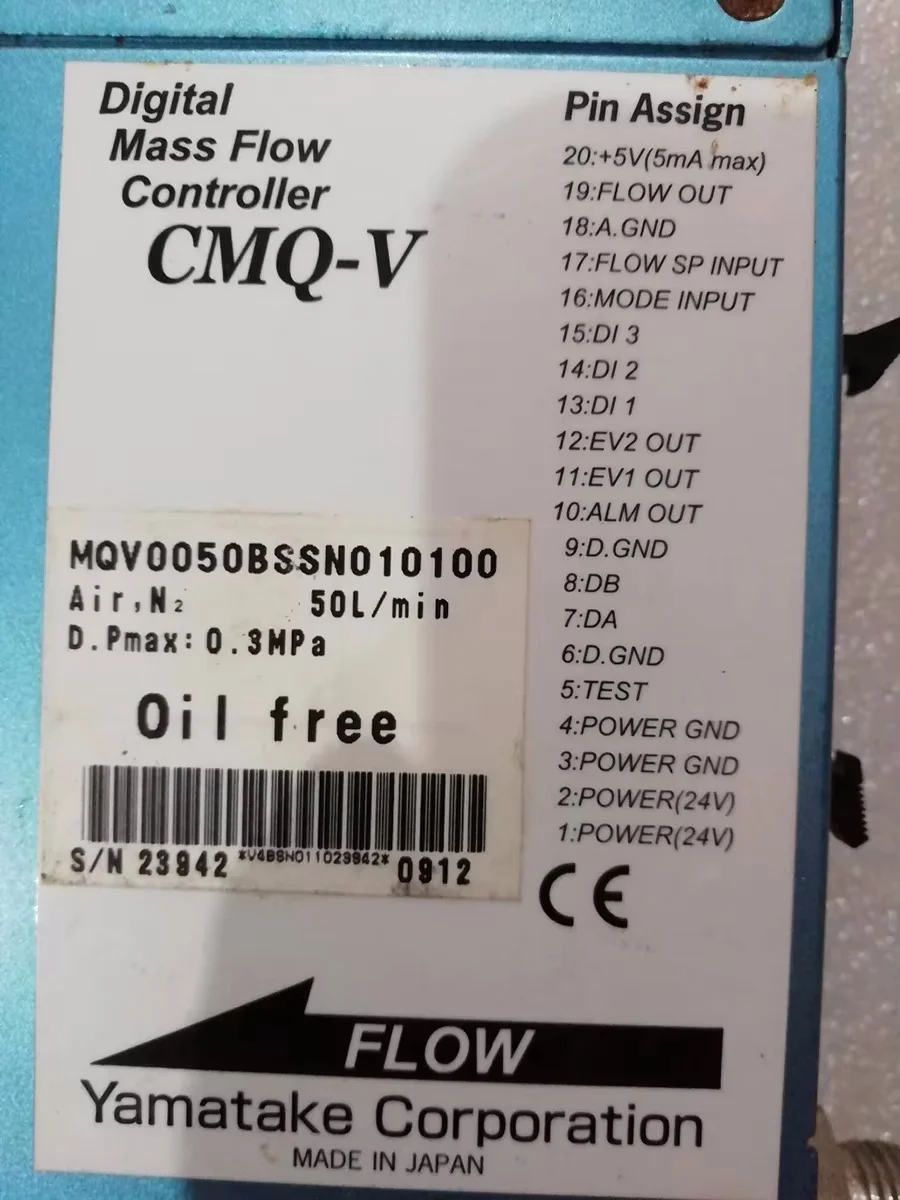 Digital
Mass Flow
Controller
CMQ-V
Pin Assign
20:+5V(5mA max)
19:FLOW OUT
18:A.GND
17:FLOW SP INPUT
16:MODE INPUT
15:DI 3
14:DI 2
13:DI 1
12:EV2 OUT
11:EV1 OUT
10:ALM OUT
9:D.GND
8:DB
7:DA
6:D.GND
5:TEST
4:POWER GND
3:POWER GND
2:POWER(24V)
1:POWER(24V)
MQV0050BSSN010100
Air,N₂ 50L/min
D.Pmax: 0.3MPa
Oil free
S/N 23942 *V4BSN011023942* 0912
CE
FLOW
Yamatake Corporation
MADE IN JAPAN